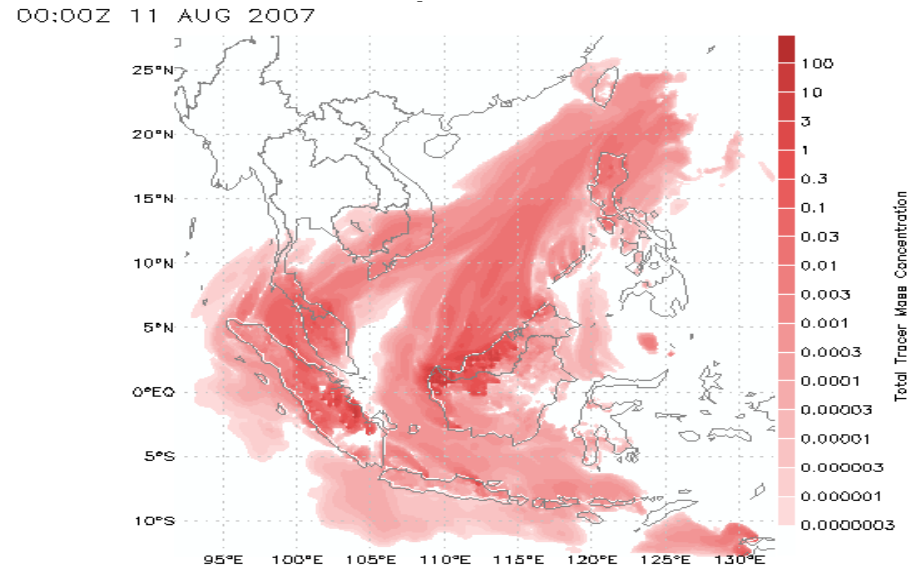 00:00Z 11 AUG 2007
25°N
20°N
15°N
10°N
5°N
0°EQ
5°S
10°S
95°E 100°E 105°E 110°E 115°E 120°E 125°E 130°E
100
10
3
1
0.3
0.1
0.03
0.01
0.003
0.001
0.0003
0.0001
0.00003
0.00001
0.000003
0.000001
0.0000003
Total Tracer Mass Concentration